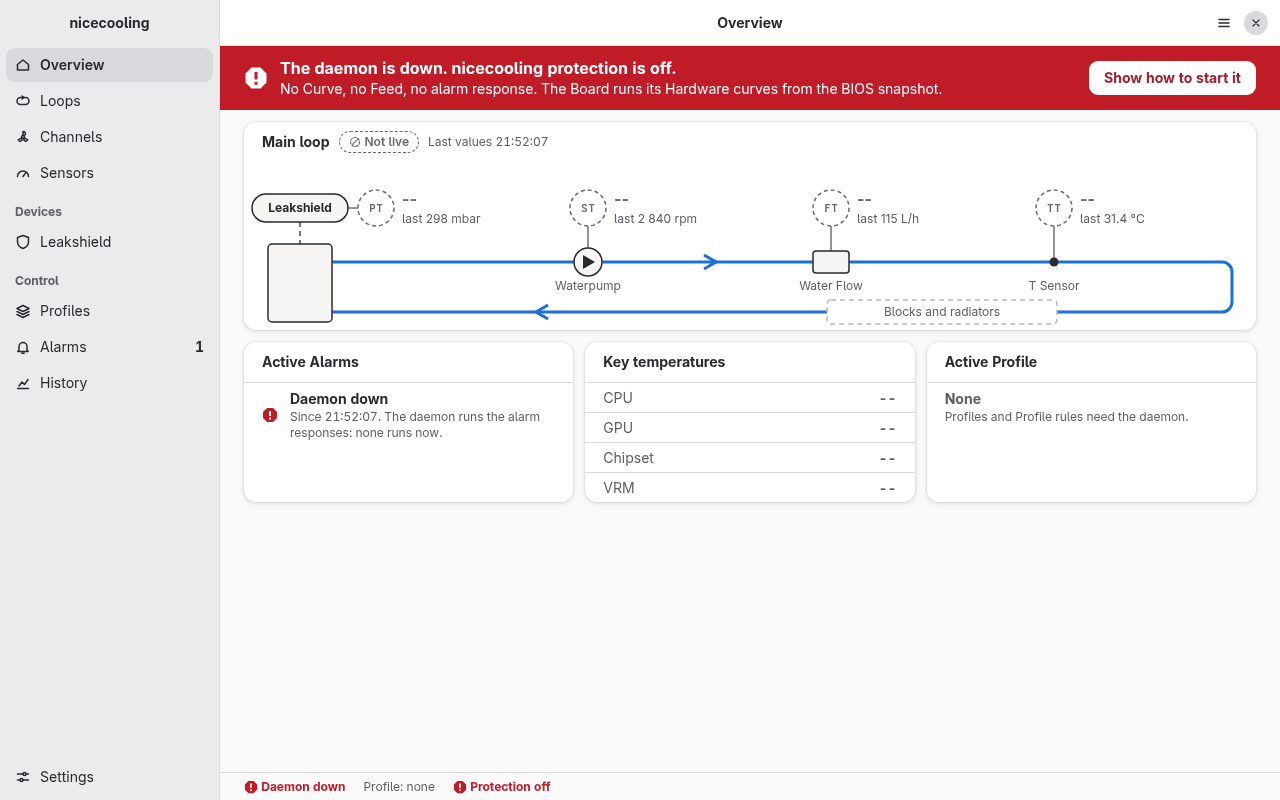 nicecooling
Overview
Overview
Loops
Channels
Sensors
Devices
Leakshield
Control
Profiles
Alarms 1
History
Settings
The daemon is down. nicecooling protection is off.
No Curve, no Feed, no alarm response. The Board runs its Hardware curves from the BIOS snapshot.
Show how to start it
Main loop Not live Last values 21:52:07
Leakshield PT -- ST -- FT -- TT --
last 298 mbar last 2 840 rpm last 115 L/h last 31.4 °C
Waterpump Water Flow T Sensor
Blocks and radiators
Active Alarms
Daemon down
Since 21:52:07. The daemon runs the alarm
responses: none runs now.
Key temperatures
CPU --
GPU --
Chipset --
VRM --
Active Profile
None
Profiles and Profile rules need the daemon.
Daemon down Profile: none Protection off